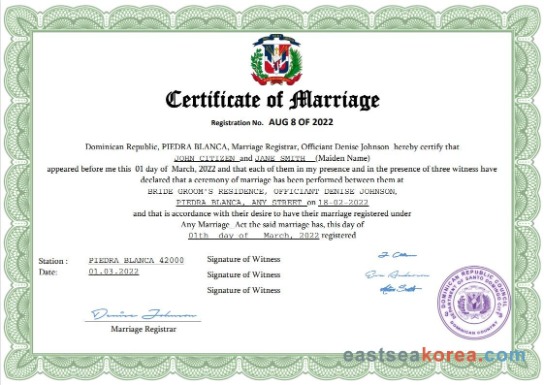 Certificate of Marriage
Registration No. AUG 8 OF 2022
Dominican Republic, PIEDRA BLANCA, Marriage Registrar, Officiant Denise Johnson hereby certify that
JOHN CITIZEN and JANE SMITH (Maiden Name)
appeared before me this 01 day of March, 2022 and that each of them in my presence and in the presence of three witness have
declared that a ceremony of marriage has been performed between them at
BRIDE GROOM'S RESIDENCE, OFFICIANT DENISE JOHNSON,
PIEDRA BLANCA, ANY STREET on 18-02-2022
and that is accordance with their desire to have their marriage registered under
Any Marriage Act the said marriage has, this day of
01th day of March, 2022 registered
Station : PIEDRA BLANCA 42000
Date: 01.03.2022
Signature of Witness
Signature of Witness
Signature of Witness
Denise Johnson
Marriage Registrar
DOMINICAN REPUBLIC COUNCIL
DOMINICAN COUNTRY
eastseakorea.com